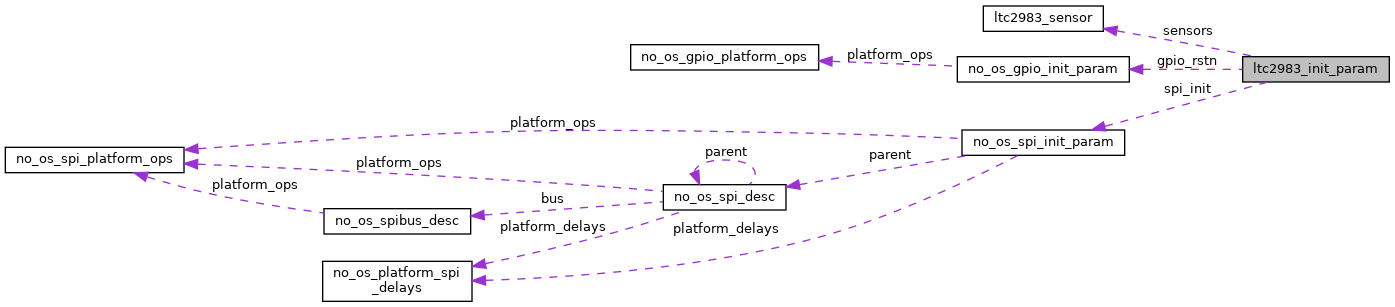 ltc2983_sensor
sensors
no_os_gpio_platform_ops
platform_ops
no_os_gpio_init_param
gpio_rstn
ltc2983_init_param
spi_init
platform_ops
no_os_spi_init_param
no_os_spi_platform_ops
platform_ops
parent
parent
platform_ops
no_os_spi_desc
bus
no_os_spibus_desc
platform_delays
platform_delays
no_os_platform_spi
_delays